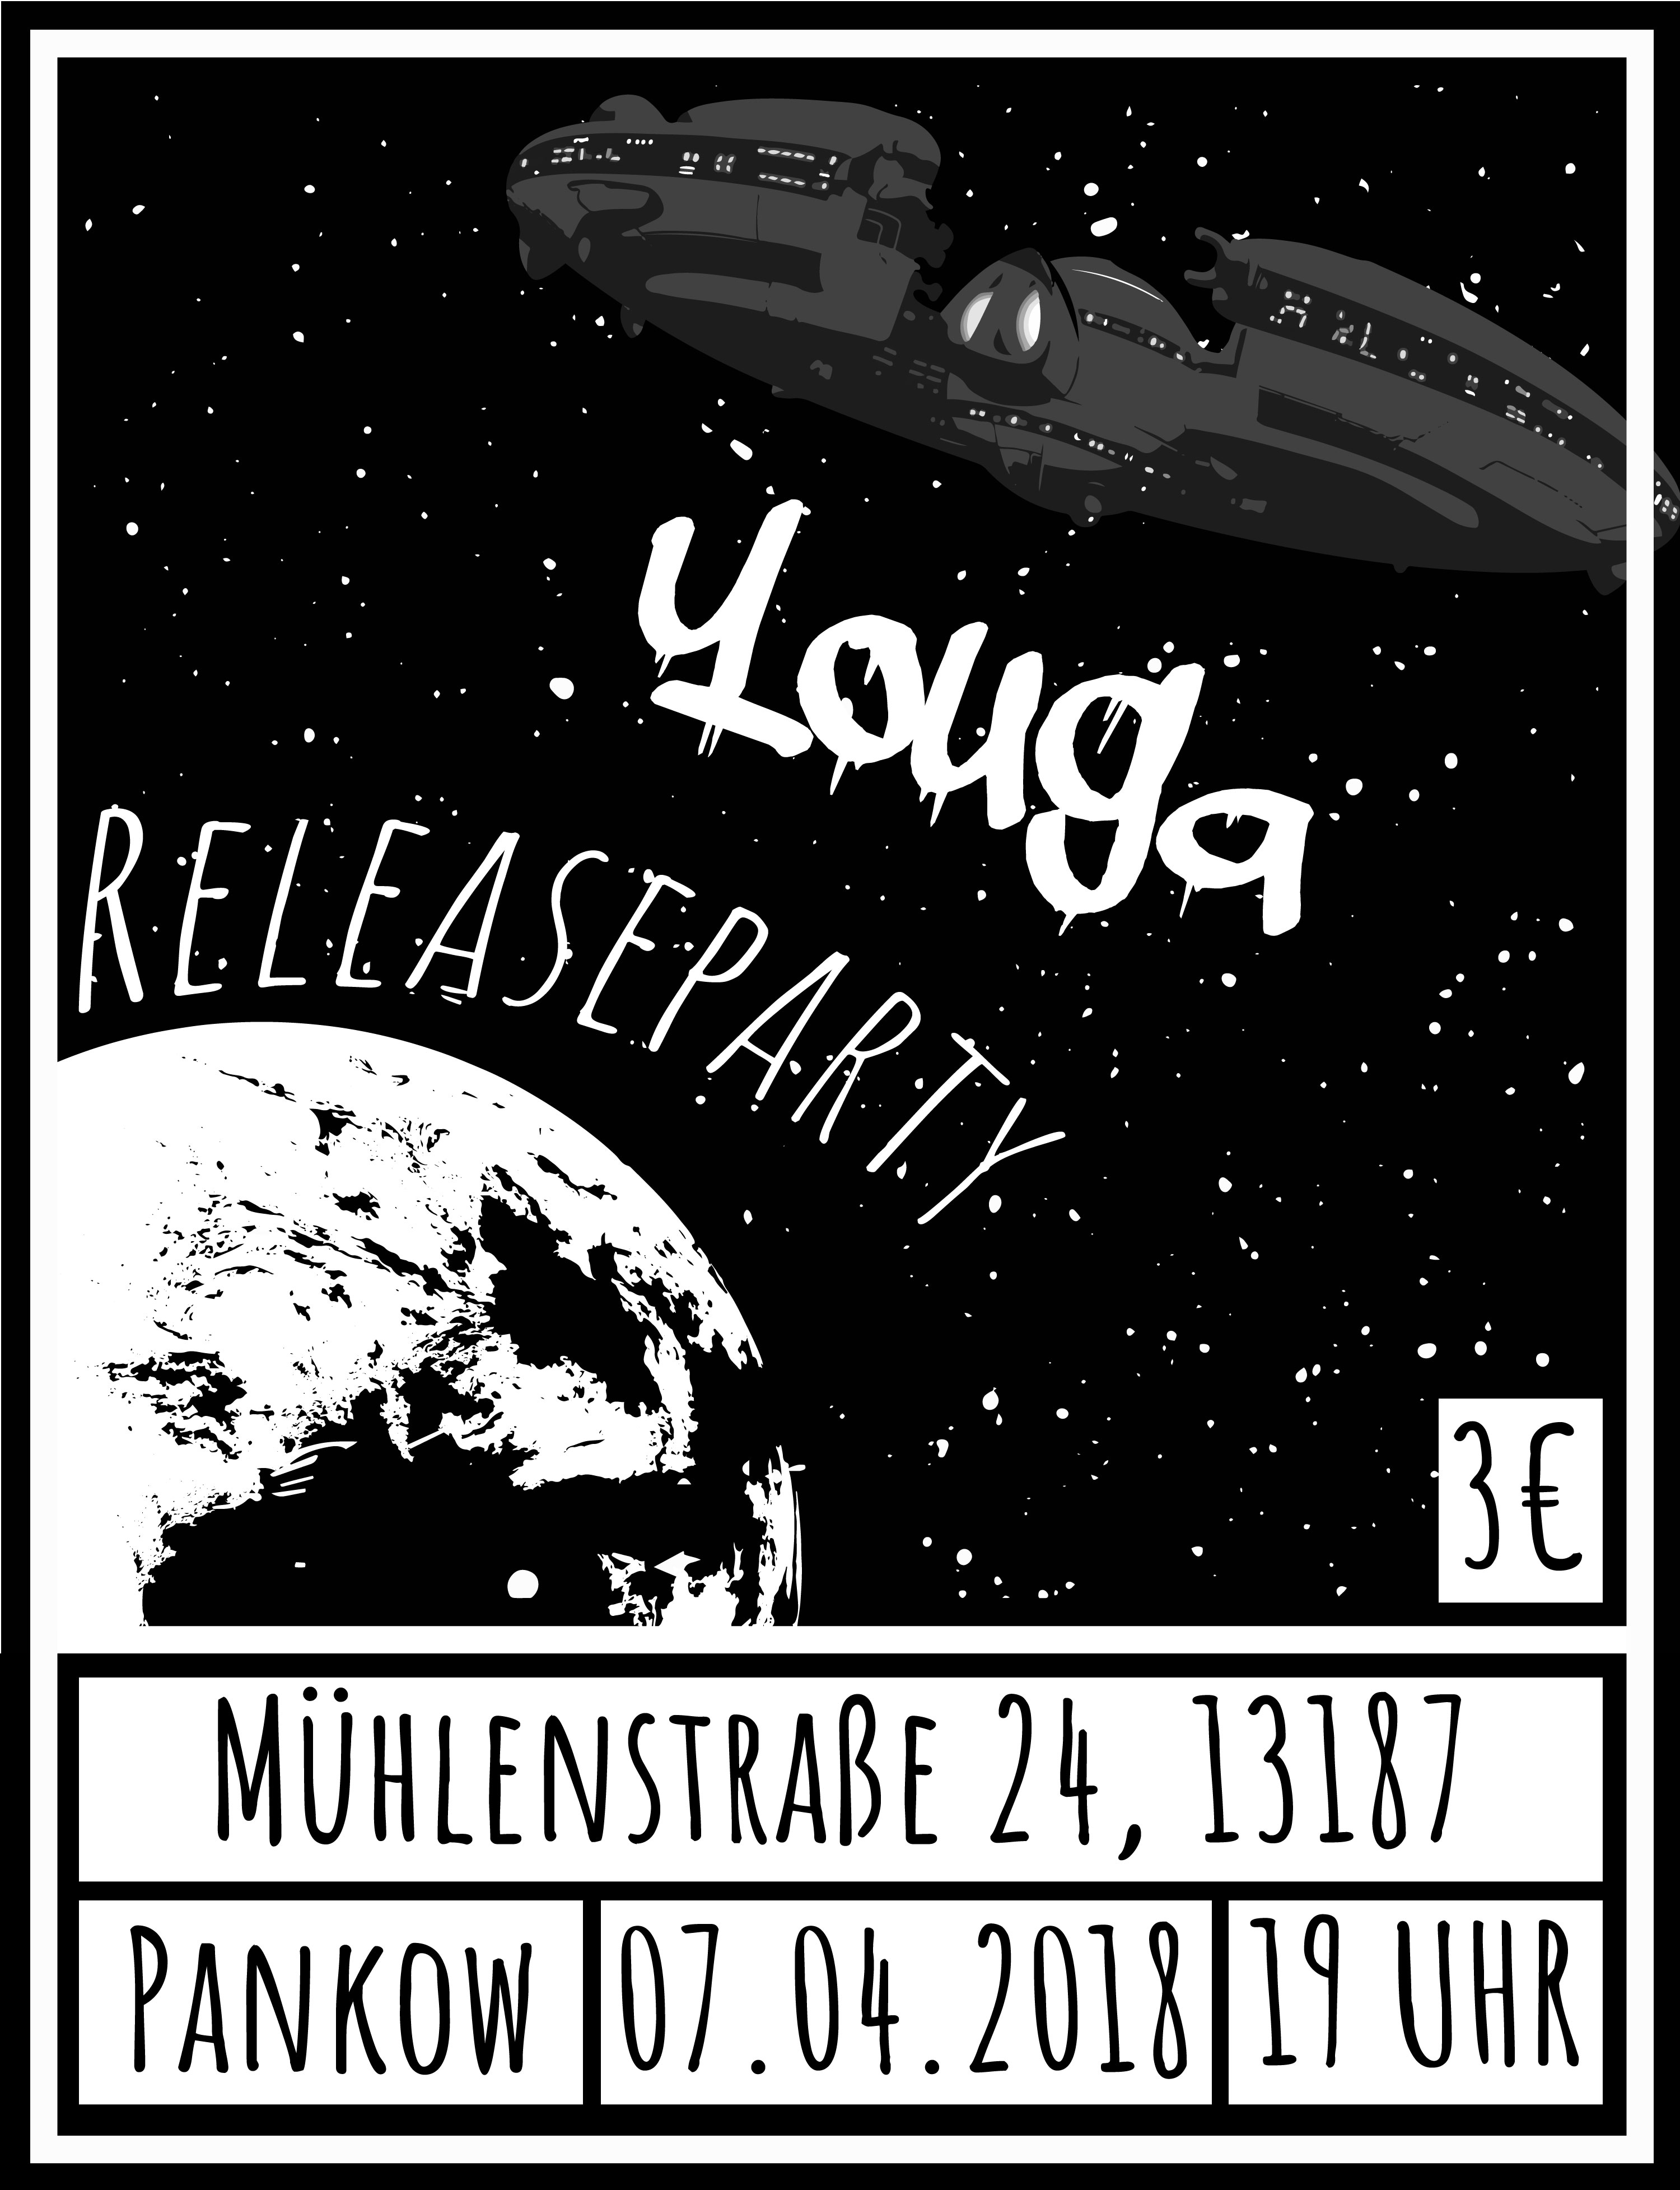 Youga
RELEASEPARTY
3€
MÜHLENSTRAßE 24, 13187
PANKOW
07.04.2018
19 UHR